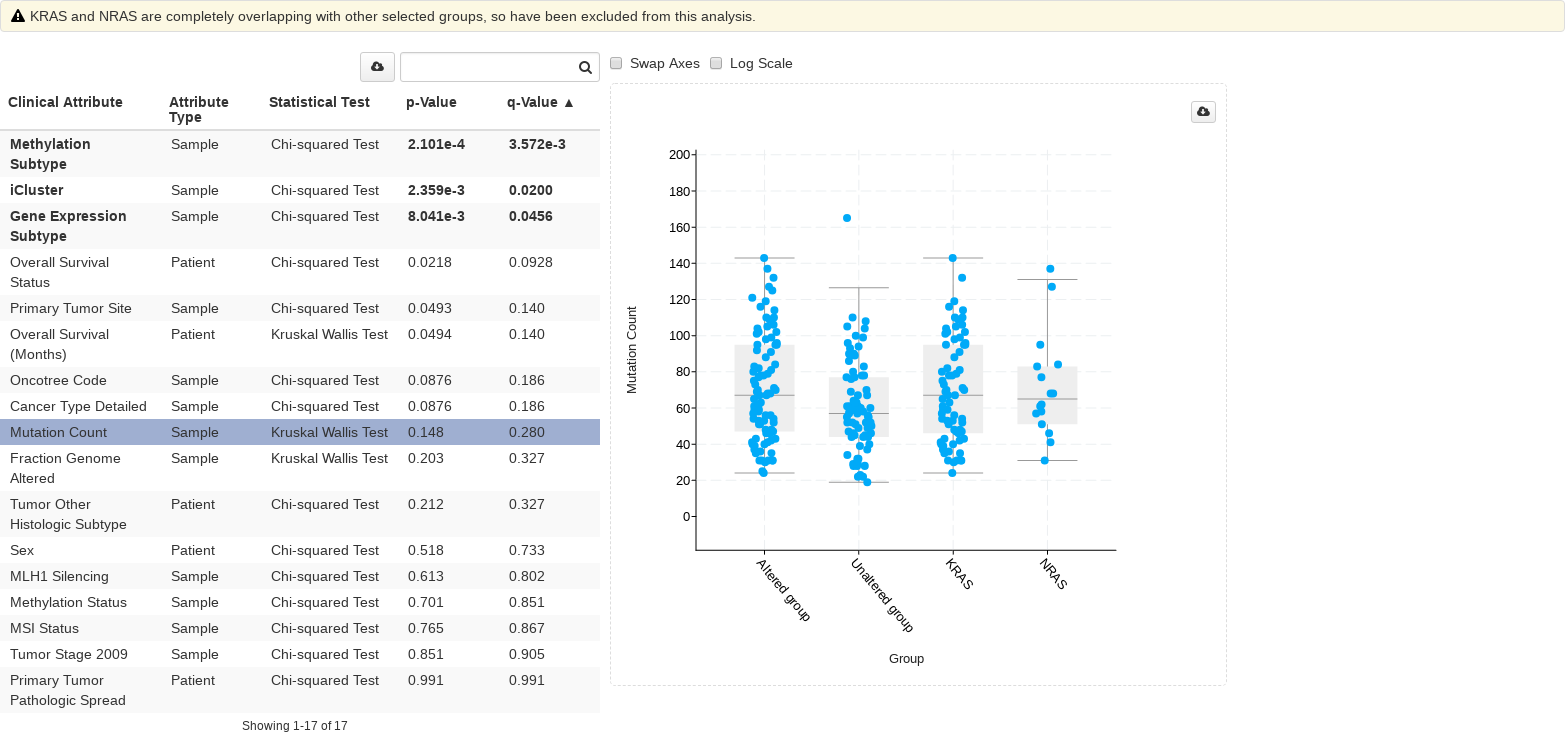 KRAS and NRAS are completely overlapping with other selected groups, so have been excluded from this analysis.
Clinical Attribute Attribute Type Statistical Test p-Value q-Value ▲
Methylation Subtype Sample Chi-squared Test 2.101e-4 3.572e-3
iCluster Sample Chi-squared Test 2.359e-3 0.0200
Gene Expression Subtype Sample Chi-squared Test 8.041e-3 0.0456
Overall Survival Status Patient Chi-squared Test 0.0218 0.0928
Primary Tumor Site Sample Chi-squared Test 0.0493 0.140
Overall Survival (Months) Patient Kruskal Wallis Test 0.0494 0.140
Oncotree Code Sample Chi-squared Test 0.0876 0.186
Cancer Type Detailed Sample Chi-squared Test 0.0876 0.186
Mutation Count Sample Kruskal Wallis Test 0.148 0.280
Fraction Genome Altered Sample Kruskal Wallis Test 0.203 0.327
Tumor Other Histologic Subtype Patient Chi-squared Test 0.212 0.327
Sex Patient Chi-squared Test 0.518 0.733
MLH1 Silencing Sample Chi-squared Test 0.613 0.802
Methylation Status Sample Chi-squared Test 0.701 0.851
MSI Status Sample Chi-squared Test 0.765 0.867
Tumor Stage 2009 Sample Chi-squared Test 0.851 0.905
Primary Tumor Pathologic Spread Patient Chi-squared Test 0.991 0.991
Showing 1-17 of 17
Swap Axes Log Scale
200
180
160
140
120
100
80
60
40
20
0
Mutation Count
Altered group
Unaltered group
KRAS
NRAS
Group